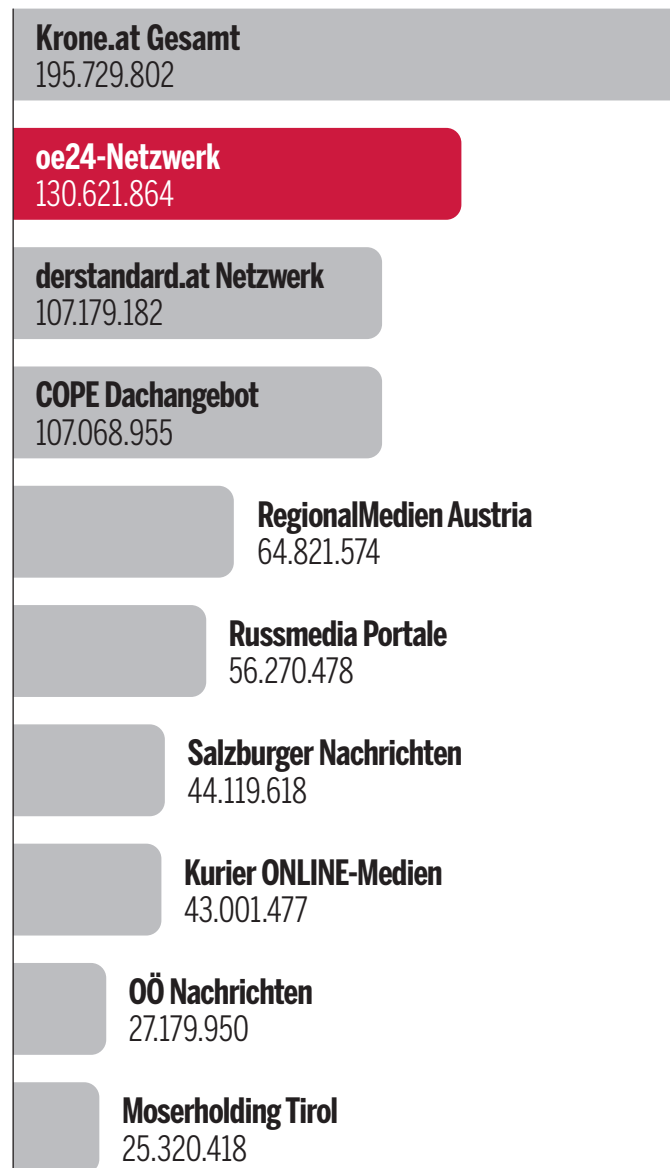 Krone.at Gesamt
195.729.802
oe24-Netzwerk
130.621.864
derstandard.at Netzwerk
107.179.182
COPE Dachangebot
107.068.955
RegionalMedien Austria
64.821.574
Russmedia Portale
56.270.478
Salzburger Nachrichten
44.119.618
Kurier ONLINE-Medien
43.001.477
OÖ Nachrichten
27.179.950
Moserholding Tirol
25.320.418